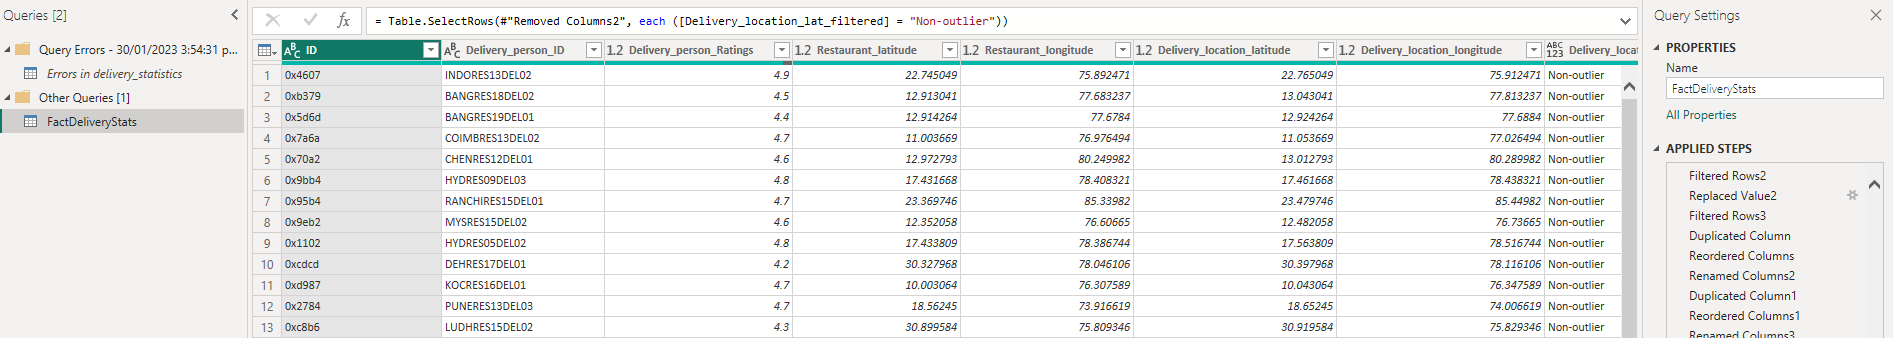 Queries [2]
= Table.SelectRows(#"Removed Columns2", each ([Delivery_location_lat_filtered] = "Non-outlier"))
Query Settings
Query Errors - 30/01/2023 3:54:31 p...
Errors in delivery_statistics
Other Queries [1]
FactDeliveryStats
ABC ID ABC Delivery_person_ID 1.2 Delivery_person_Ratings 1.2 Restaurant_latitude 1.2 Restaurant_longitude 1.2 Delivery_location_latitude 1.2 Delivery_location_longitude ABC 123 Delivery_locat
1 0x4607 INDORES13DEL02 4.9 22.745049 75.892471 22.765049 75.912471 Non-outlier
2 0xb379 BANGRES18DEL02 4.5 12.913041 77.683237 13.043041 77.813237 Non-outlier
3 0x5d6d BANGRES19DEL01 4.4 12.914264 77.6784 12.924264 77.6884 Non-outlier
4 0x7a6a COIMBRES13DEL02 4.7 11.003669 76.976494 11.053669 77.026494 Non-outlier
5 0x70a2 CHENRES12DEL01 4.6 12.972793 80.249982 13.012793 80.289982 Non-outlier
6 0x9bb4 HYDRES09DEL03 4.8 17.431668 78.408321 17.461668 78.438321 Non-outlier
7 0x95b4 RANCHIRES15DEL01 4.7 23.369746 85.33982 23.479746 85.44982 Non-outlier
8 0x9eb2 MYSRES15DEL02 4.6 12.352058 76.60665 12.482058 76.73665 Non-outlier
9 0x1102 HYDRES05DEL02 4.8 17.433809 78.386744 17.563809 78.516744 Non-outlier
10 0xcdcd DEHRES17DEL01 4.2 30.327968 78.046106 30.397968 78.116106 Non-outlier
11 0xd987 KOCRES16DEL01 4.7 10.003064 76.307589 10.043064 76.347589 Non-outlier
12 0x2784 PUNERES13DEL03 4.7 18.56245 73.916619 18.65245 74.006619 Non-outlier
13 0xc8b6 LUDHRES15DEL02 4.3 30.899584 75.809346 30.919584 75.829346 Non-outlier
PROPERTIES
Name
FactDeliveryStats
All Properties
APPLIED STEPS
Filtered Rows2
Replaced Value2
Filtered Rows3
Duplicated Column
Reordered Columns
Renamed Columns2
Duplicated Column1
Reordered Columns1
Renamed Columns3